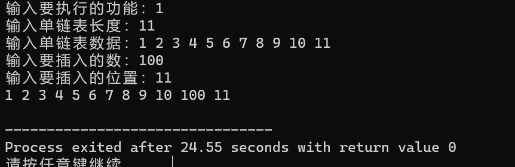 输入要执行的功能: 1
输入单链表长度: 11
输入单链表数据: 1 2 3 4 5 6 7 8 9 10 11
输入要插入的数: 100
输入要插入的位置: 11
1 2 3 4 5 6 7 8 9 10 100 11
--------------------------------
Process exited after 24.55 seconds with return value 0
请按任意键继续